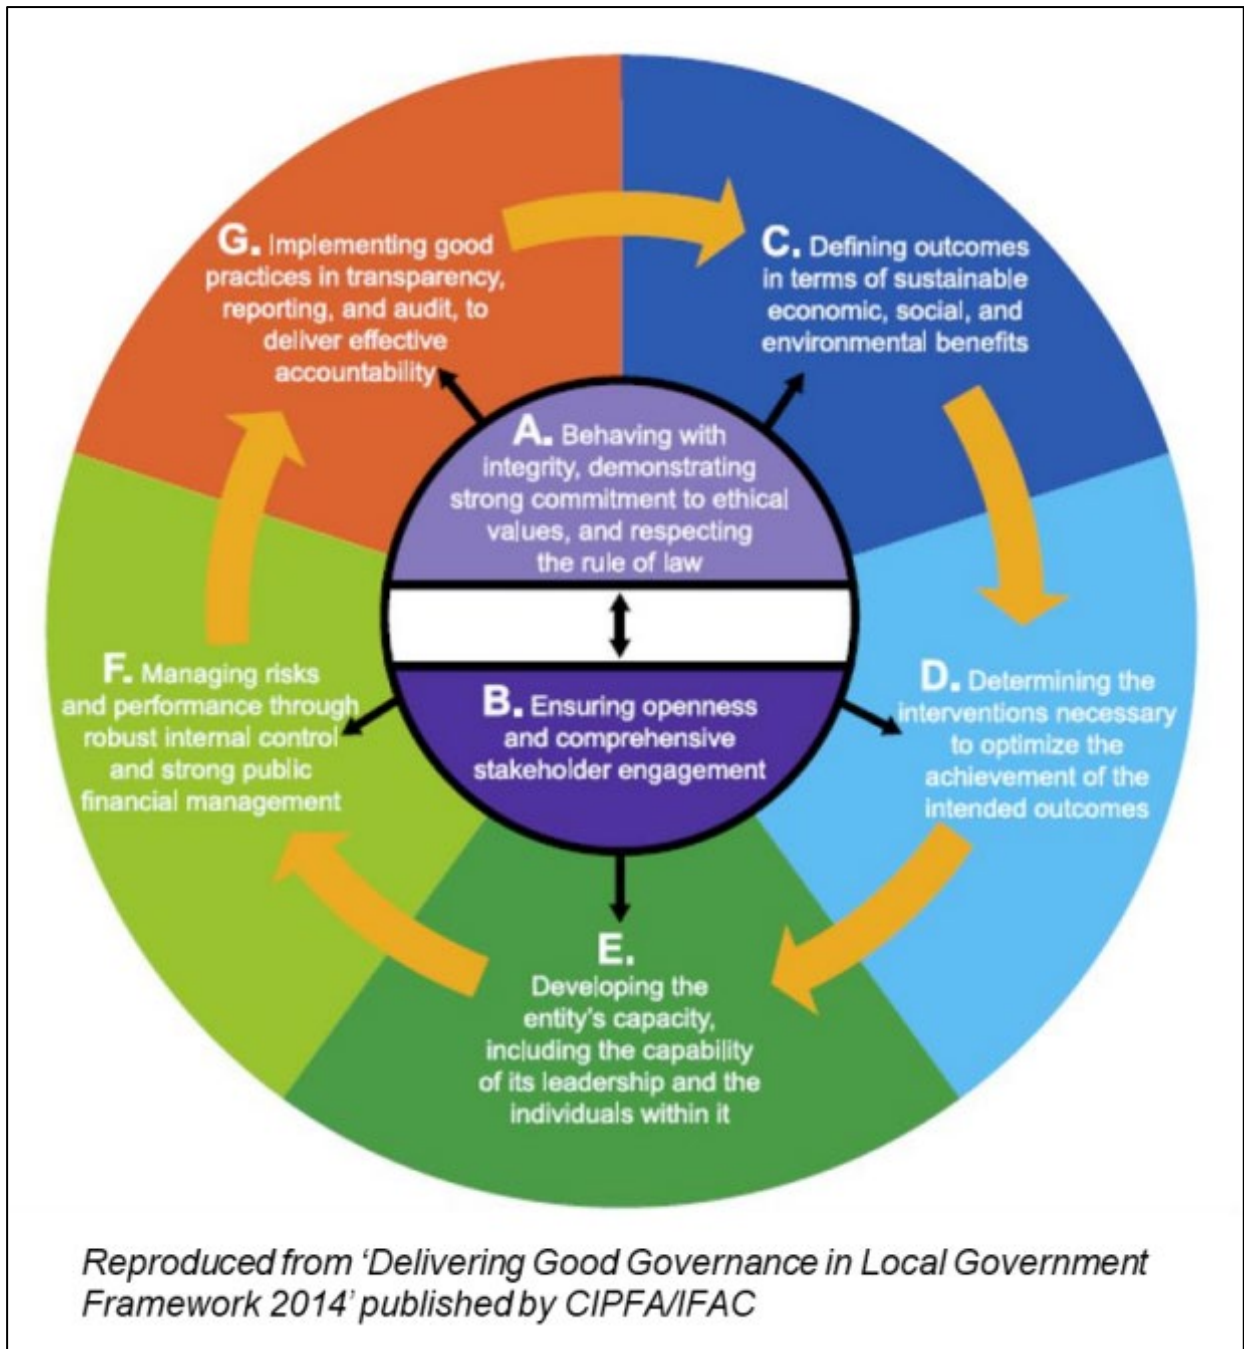 G. Implementing good
practices in transparency,
reporting, and audit, to
deliver effective
accountability
C. Defining outcomes
in terms of sustainable
economic, social, and
environmental benefits
A. Behaving with
integrity, demonstrating
strong commitment to ethical
values, and respecting
the rule of law
B. Ensuring openness
and comprehensive
stakeholder engagement
D. Determining the
interventions necessary
to optimize the
achievement of the
intended outcomes
E.
Developing the
entity's capacity,
including the capability
of its leadership and the
individuals within it
F. Managing risks
and performance through
robust internal control
and strong public
financial management
Reproduced from ‘Delivering Good Governance in Local Government
Framework 2014’ published by CIPFA/IFAC